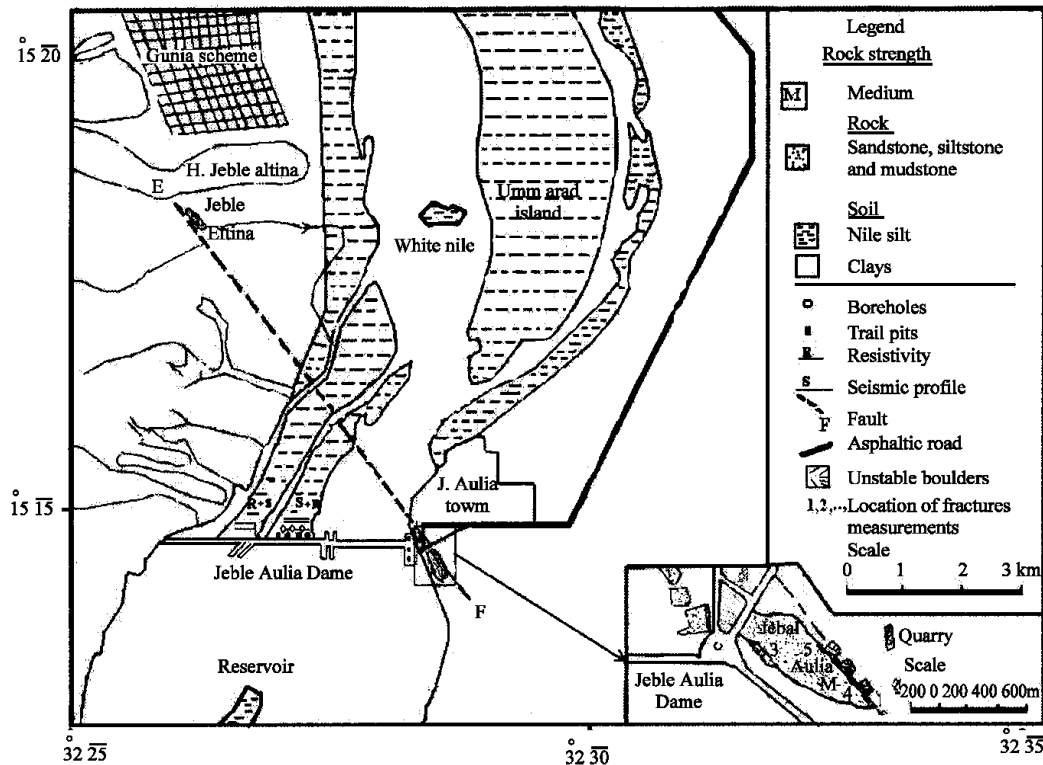 15° 20
Gunia scheme
H. Jeble altina
E
Jeble
Eftina
White nile
Umm arad
island
J. Aulia
towm
15° 15
R+S
Jeble Aulia Dame
F
Reservoir
32 25
32° 30
32° 35
Legend
Rock strength
M
Medium
Rock
Sandstone, siltstone
and mudstone
Soil
Nile silt
Clays
Boreholes
Trail pits
R Resistivity
S Seismic profile
F Fault
Asphaltic road
Unstable boulders
1,2,..,Location of fractures
measurements
Scale
0 1 2 3 km
Jebal
3 5
Aulia
M
4
Jeble Aulia
Dame
Quarry
Scale
200 0 200 400 600m